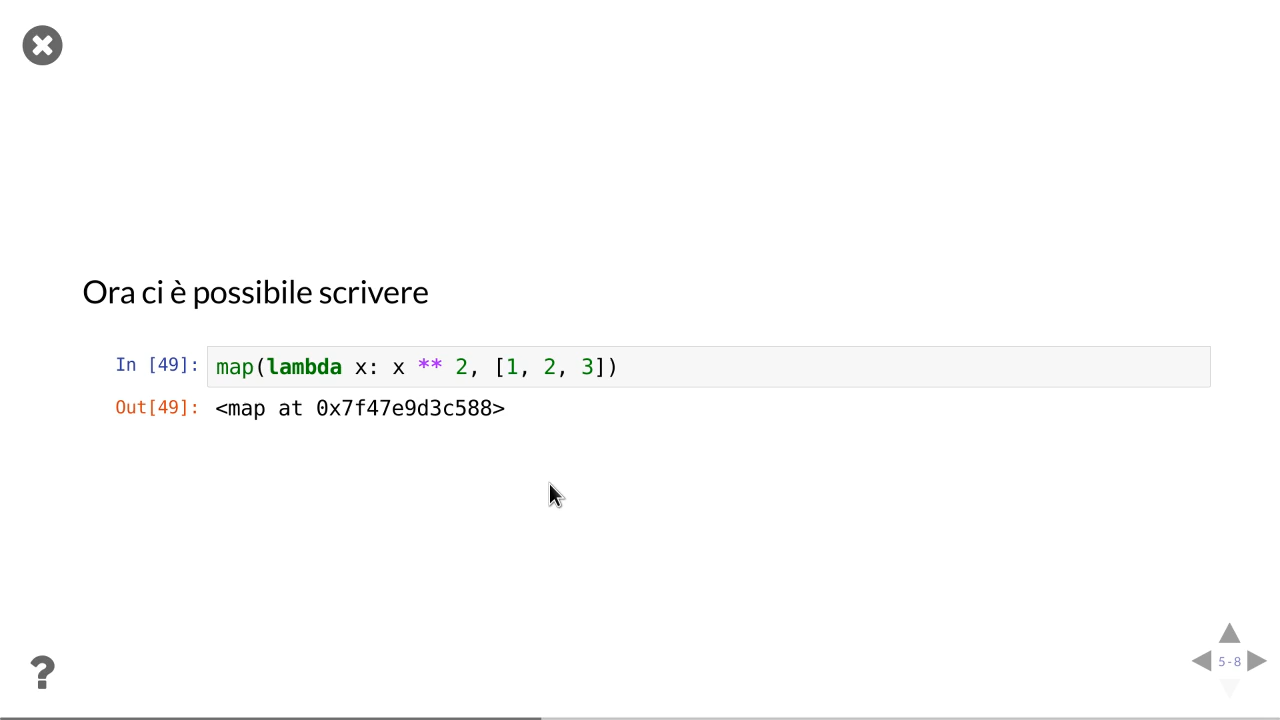 Ora ci è possibile scrivere
In [49]: map(lambda x: x ** 2, [1, 2, 3])
Out[49]: <map at 0x7f47e9d3c588>
?
5-8